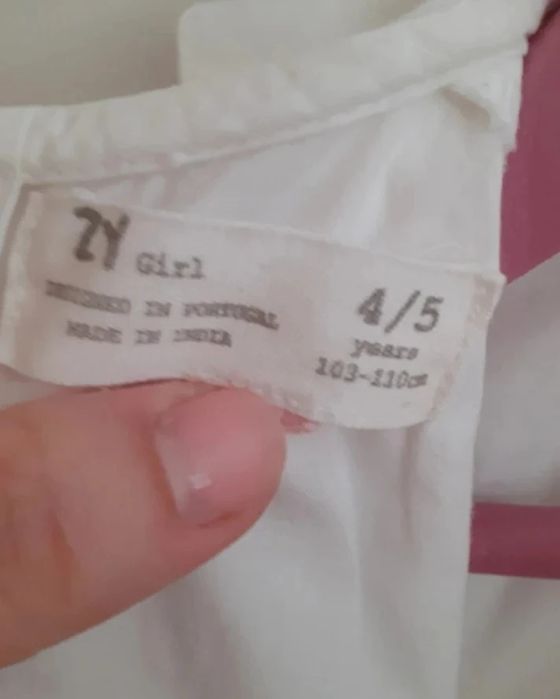 ZY Girl
DESIGNED IN PORTUGAL
MADE IN INDIA
4/5
years
103-110cm